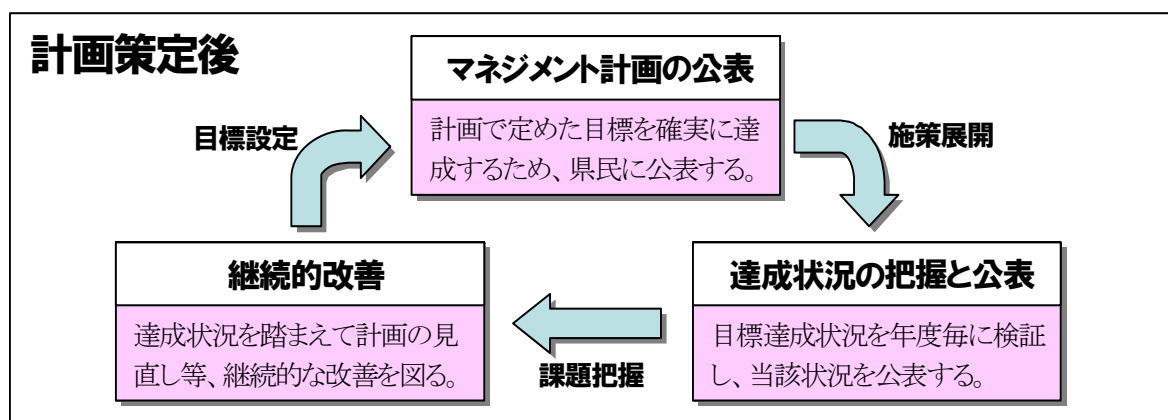 計画策定後
マネジメント計画の公表
計画で定めた目標を確実に達
成するため、県民に公表する。
目標設定
施策展開
継続的改善
達成状況を踏まえて計画の見
直し等、継続的な改善を図る。
課題把握
達成状況の把握と公表
目標達成状況を年度毎に検証
し、当該状況を公表する。